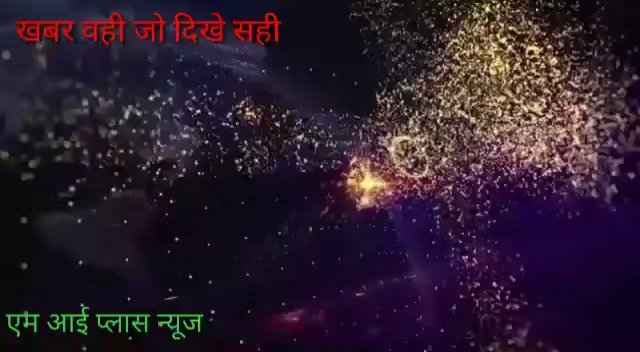 खबर वही जो दिखे सही
एम आई प्लास न्यूज